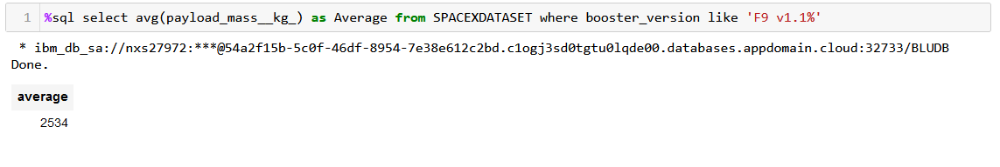 1 %sql select avg(payload_mass__kg_) as Average from SPACEXDATASET where booster_version like 'F9 v1.1%'
* ibm_db_sa://nxs27972:***@54a2f15b-5c0f-46df-8954-7e38e612c2bd.c1ogj3sd0tgtu0lqde00.databases.appdomain.cloud:32733/BLUDB
Done.
average
2534